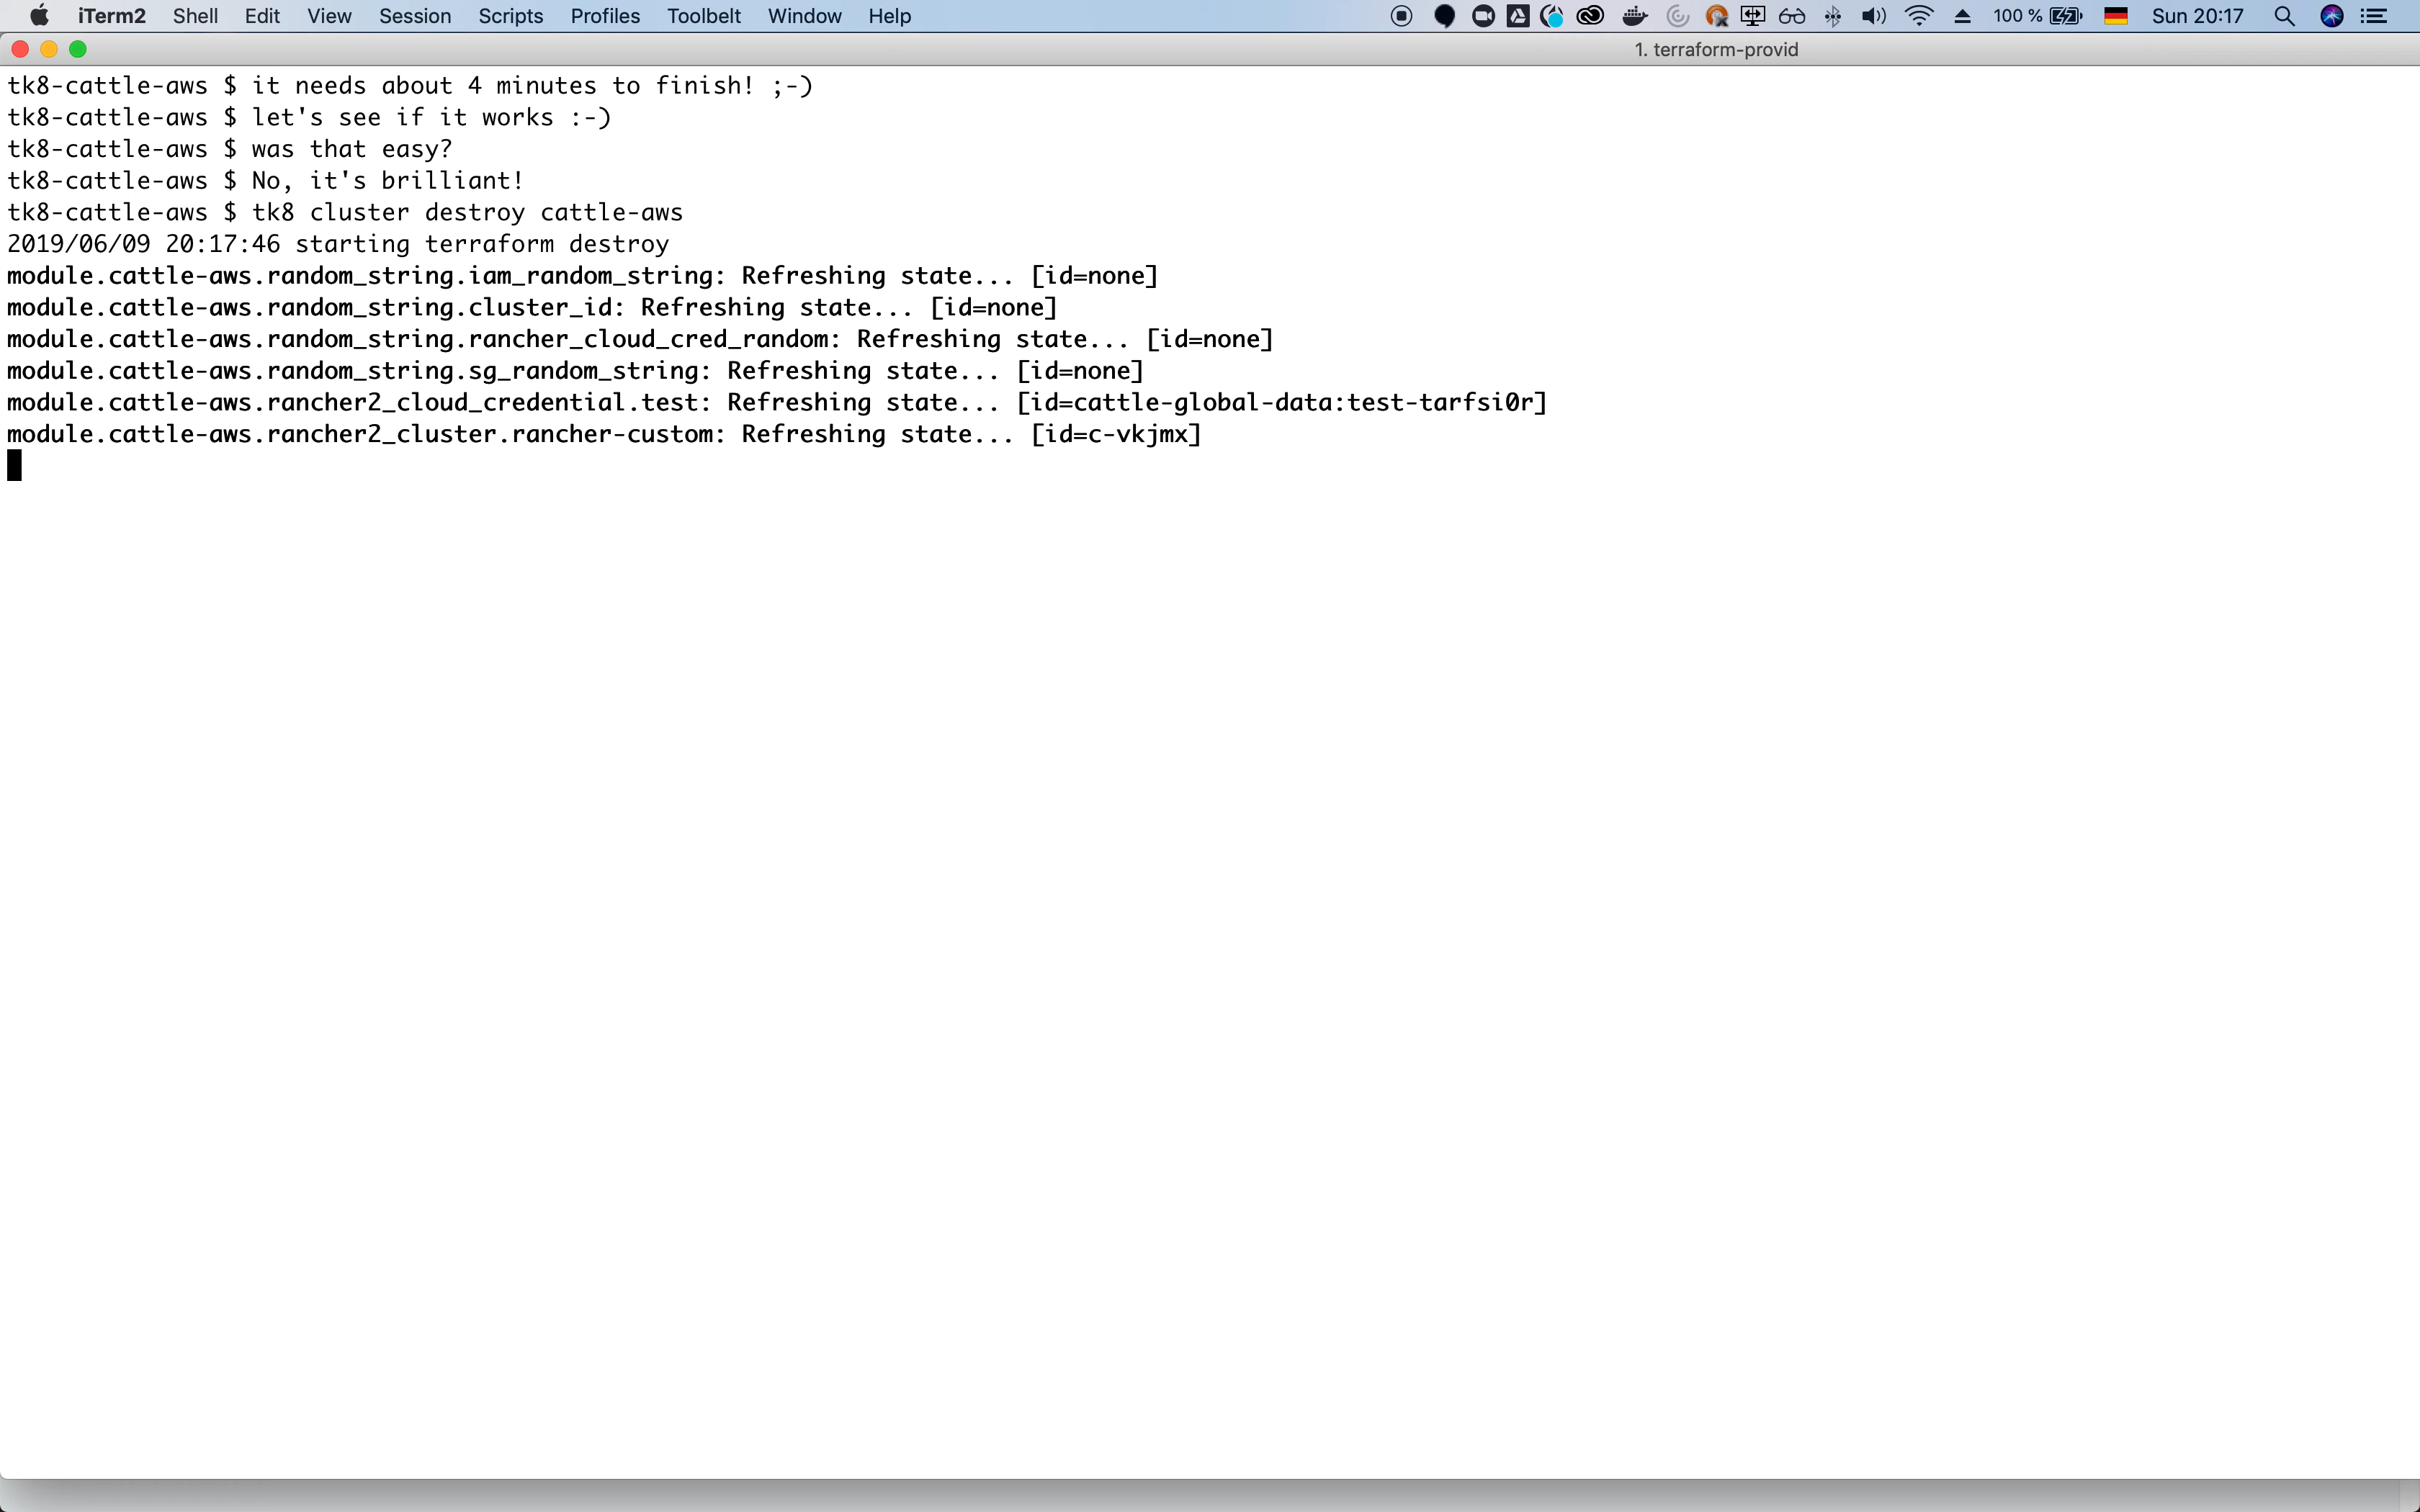 iTerm2 Shell Edit View Session Scripts Profiles Toolbelt Window Help 100 % Sun 20:17
1. terraform-provid
tk8-cattle-aws $ it needs about 4 minutes to finish! ;-)
tk8-cattle-aws $ let's see if it works :-)
tk8-cattle-aws $ was that easy?
tk8-cattle-aws $ No, it's brilliant!
tk8-cattle-aws $ tk8 cluster destroy cattle-aws
2019/06/09 20:17:46 starting terraform destroy
module.cattle-aws.random_string.iam_random_string: Refreshing state... [id=none]
module.cattle-aws.random_string.cluster_id: Refreshing state... [id=none]
module.cattle-aws.random_string.rancher_cloud_cred_random: Refreshing state... [id=none]
module.cattle-aws.random_string.sg_random_string: Refreshing state... [id=none]
module.cattle-aws.rancher2_cloud_credential.test: Refreshing state... [id=cattle-global-data:test-tarfsi0r]
module.cattle-aws.rancher2_cluster.rancher-custom: Refreshing state... [id=c-vkjmx]